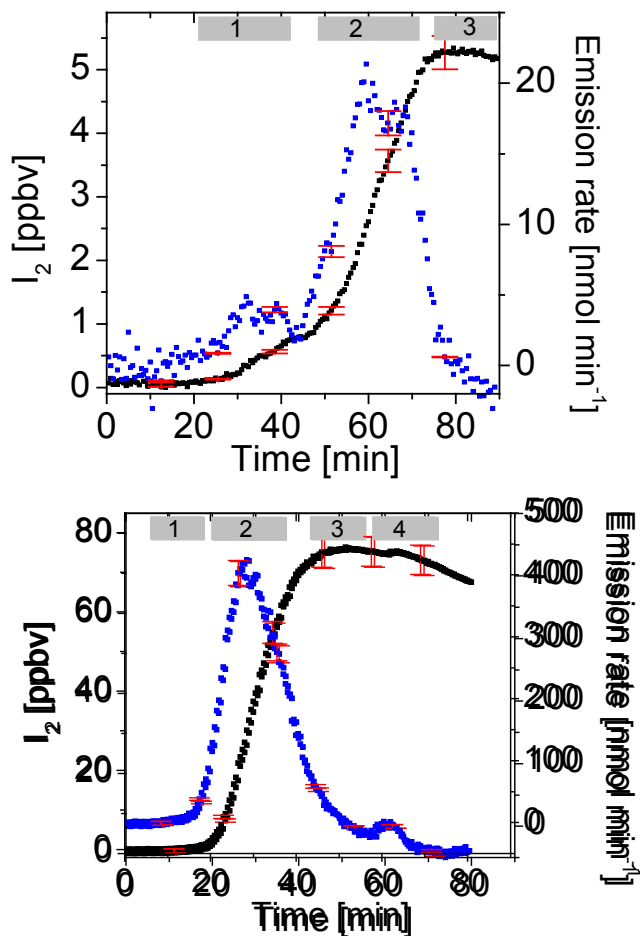 1 2 3
5
4
3
2
1
0
I₂ [ppbv]
20
10
0
Emission rate [nmol min⁻¹]
0 20 40 60 80
Time [min]
1 2 3 4
80
60
40
20
0
I₂ [ppbv]
500
400
300
200
100
0
Emission rate [nmol min⁻¹]
0 20 40 60 80
Time [min]